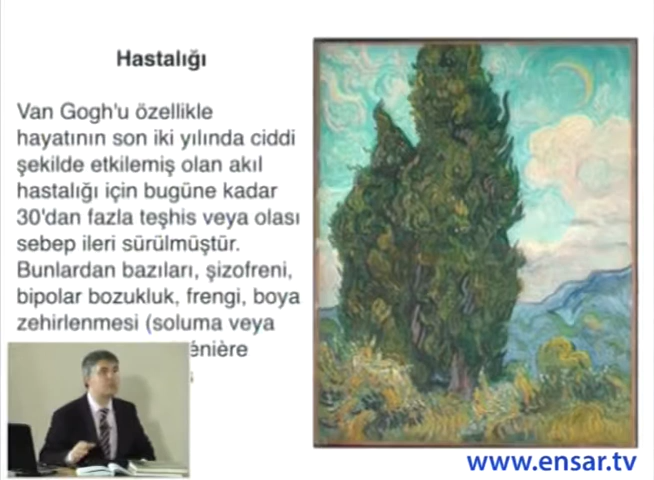 Hastalığı
Van Gogh'u özellikle
hayatının son iki yılında ciddi
şekilde etkilemiş olan akıl
hastalığı için bugüne kadar
30'dan fazla teşhis veya olası
sebep ileri sürülmüştür.
Bunlardan bazıları, şizofreni,
bipolar bozukluk, frengi, boya
zehirlenmesi (soluma veya
énière
www.ensar.tv